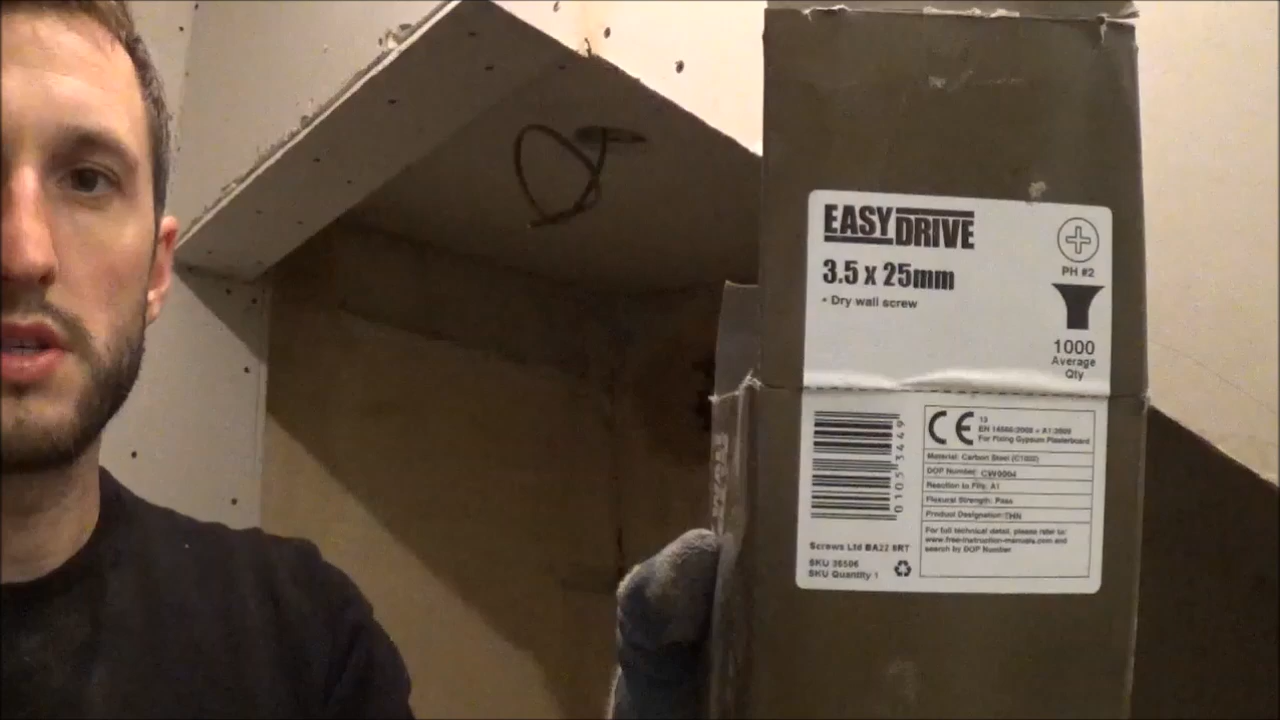 EASYDRIVE
3.5 x 25mm
• Dry wall screw
PH #2
1000
Average
Qty
01053449
CE
13
EN 14566:2008 + A1:2009
For Fixing Gypsum Plasterboard
Material: Carbon Steel (C1022)
DOP Number: CW0004
Reaction to Fire: A1
Flexural Strength: Pass
Product Designation: THN
For full technical detail, please refer to:
www.free-instruction-manuals.com and
search by DOP Number
Screws Ltd BA22 8RT
SKU 36506
SKU Quantity 1